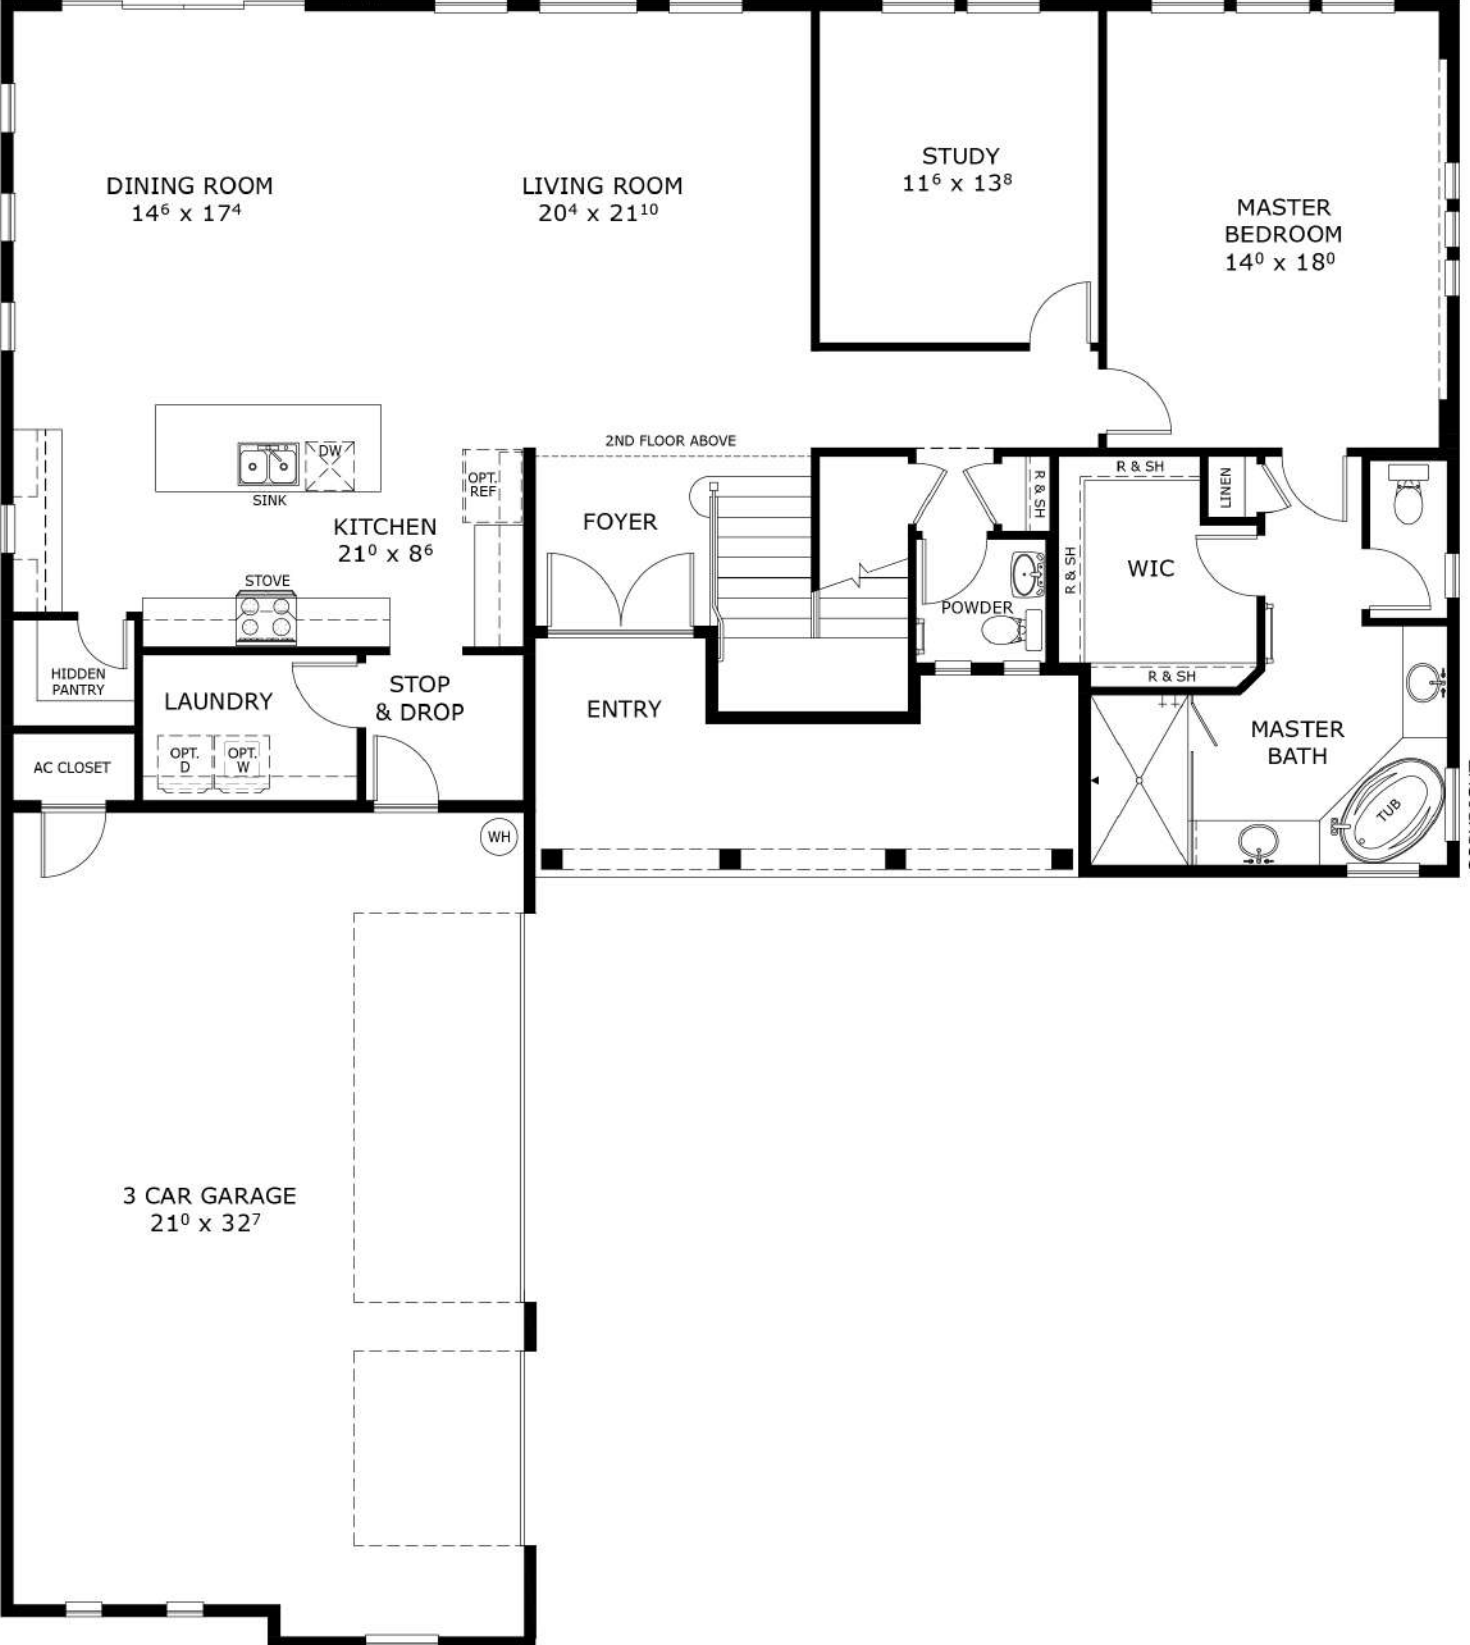 DINING ROOM
14⁶ x 17⁴
LIVING ROOM
20⁴ x 21¹⁰
STUDY
11⁶ x 13⁸
MASTER
BEDROOM
14⁰ x 18⁰
2ND FLOOR ABOVE
DW
SINK
OPT.
REF
KITCHEN
21⁰ x 8⁶
STOVE
FOYER
R & SH
R & SH
R & SH
LINEN
WIC
POWDER
R & SH
HIDDEN
PANTRY
LAUNDRY
STOP
& DROP
ENTRY
MASTER
BATH
OPT.
D
OPT.
W
AC CLOSET
TUB
WH
3 CAR GARAGE
21⁰ x 32⁷